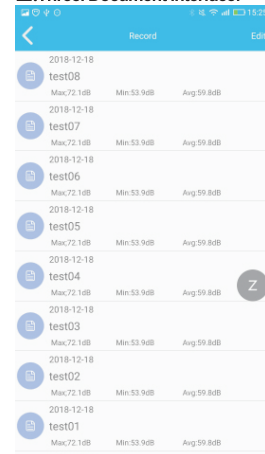 15:25
Record Edit
2018-12-18
test08
Max:72.1dB Min:53.9dB Avg:59.8dB
2018-12-18
test07
Max:72.1dB Min:53.9dB Avg:59.8dB
2018-12-18
test06
Max:72.1dB Min:53.9dB Avg:59.8dB
2018-12-18
test05
Max:72.1dB Min:53.9dB Avg:59.8dB
2018-12-18
test04
Max:72.1dB Min:53.9dB Avg:59.8dB
Z
2018-12-18
test03
Max:72.1dB Min:53.9dB Avg:59.8dB
2018-12-18
test02
Max:72.1dB Min:53.9dB Avg:59.8dB
2018-12-18
test01
Max:72.1dB Min:53.9dB Avg:59.8dB